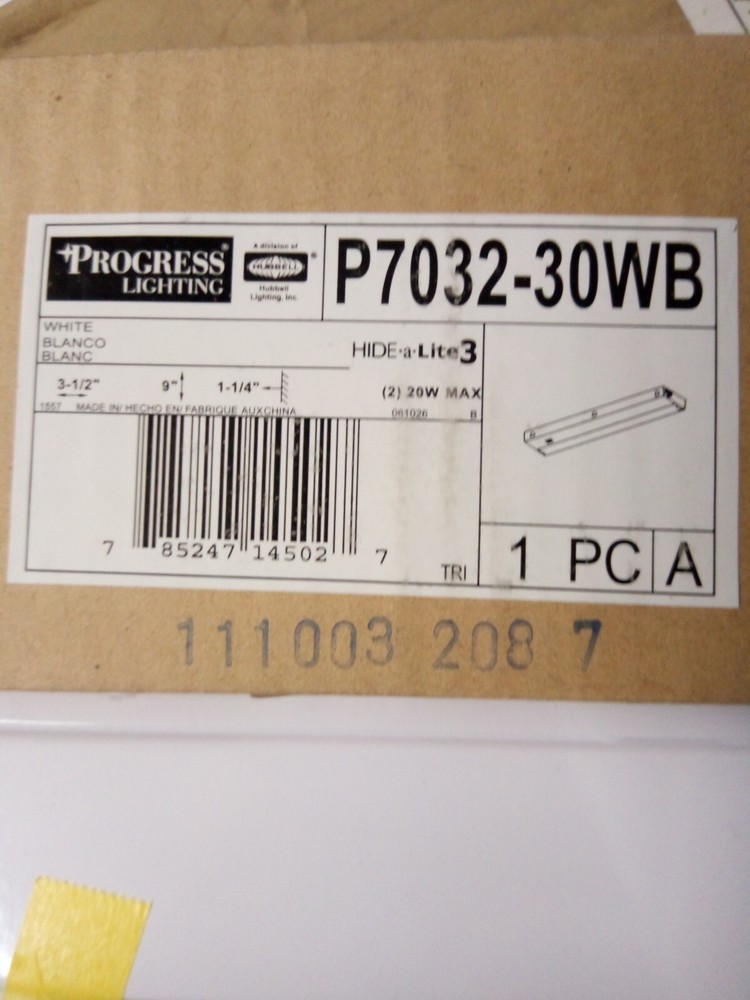 PROGRESS®
LIGHTING
A division of
HUBBELL®
Hubbell
Lighting, Inc.
P7032-30WB
WHITE
BLANCO
BLANC
HIDE-a-Lite3
3-1/2" 9" 1-1/4"
(2) 20W MAX
1557 MADE IN/ HECHO EN/ FABRIQUE AUXCHINA 061026 B
7 85247 14502 7
TRI
1 PC A
111003 208 7